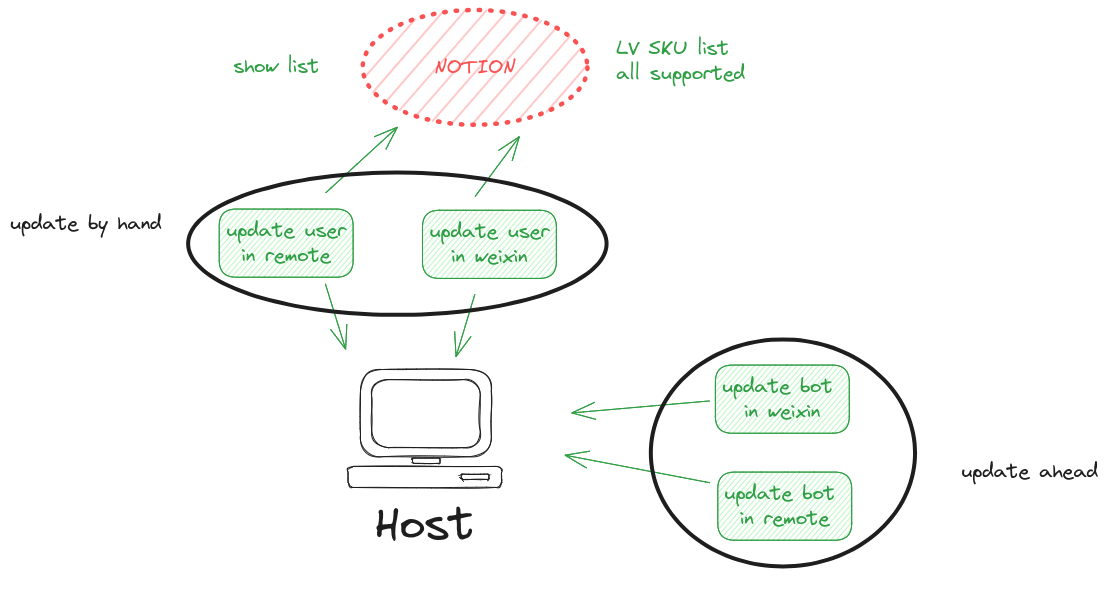 show list
NOTION
LV SKU list
all supported
update by hand
update user
in remote
update user
in weixin
update bot
in weixin
update ahead
update bot
in remote
Host